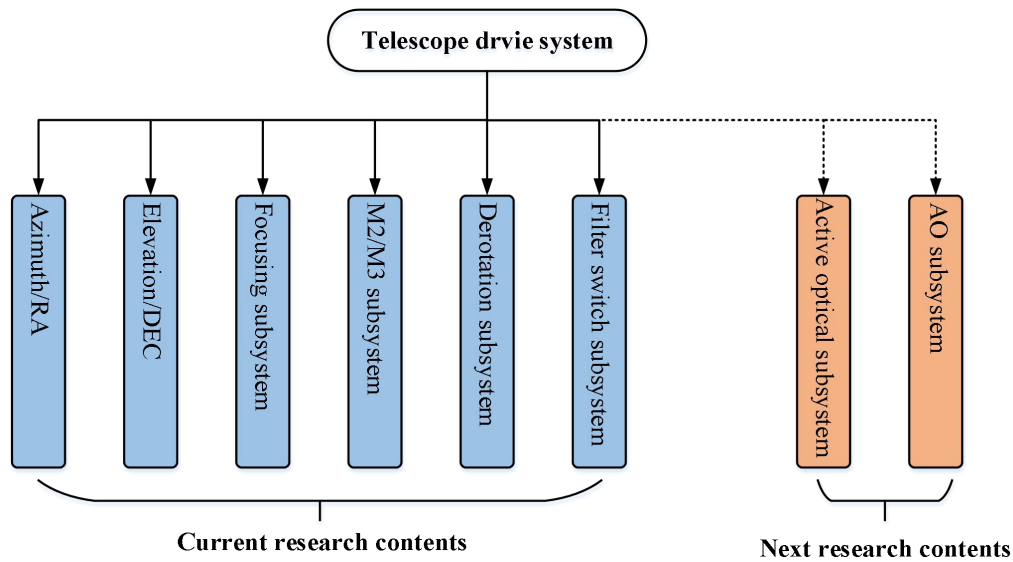 Telescope drvie system
Azimuth/RA
Elevation/DEC
Focusing subsystem
M2/M3 subsystem
Derotation subsystem
Filter switch subsystem
Active optical subsystem
AO subsystem
Current research contents
Next research contents